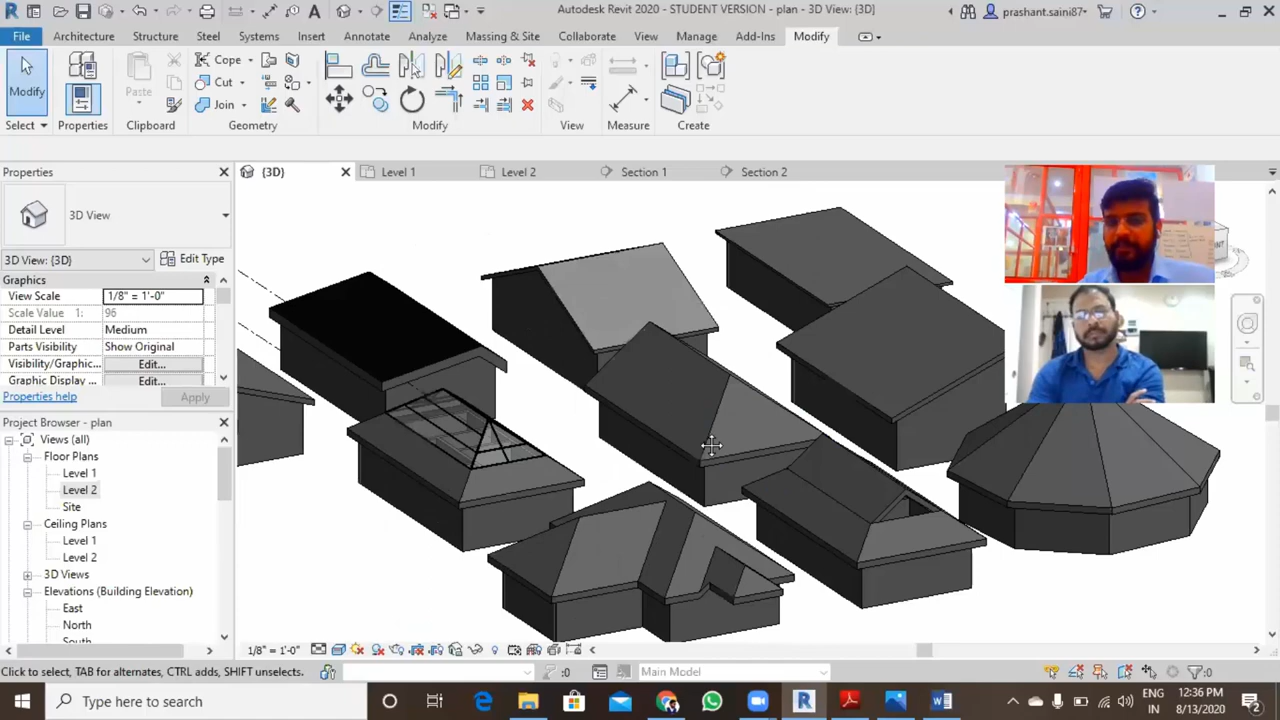 Autodesk Revit 2020 - STUDENT VERSION - plan - 3D View: {3D}
prashant.saini87
File Architecture Structure Steel Systems Insert Annotate Analyze Massing & Site Collaborate View Manage Add-Ins Modify
Modify
Paste
Cope
Cut
Join
Select Properties Clipboard Geometry Modify View Measure Create
Properties
{3D} Level 1 Level 2 Section 1 Section 2
3D View
3D View: {3D} Edit Type
Graphics
View Scale 1/8" = 1'-0"
Scale Value 1: 96
Detail Level Medium
Parts Visibility Show Original
Visibility/Graphic... Edit...
Graphic Display ... Edit...
Properties help Apply
Project Browser - plan
Views (all)
Floor Plans
Level 1
Level 2
Site
Ceiling Plans
Level 1
Level 2
3D Views
Elevations (Building Elevation)
East
North
South
1/8" = 1'-0"
Click to select, TAB for alternates, CTRL adds, SHIFT unselects.
:0
Main Model
:0
Type here to search
ENG
IN
12:36 PM
8/13/2020
2